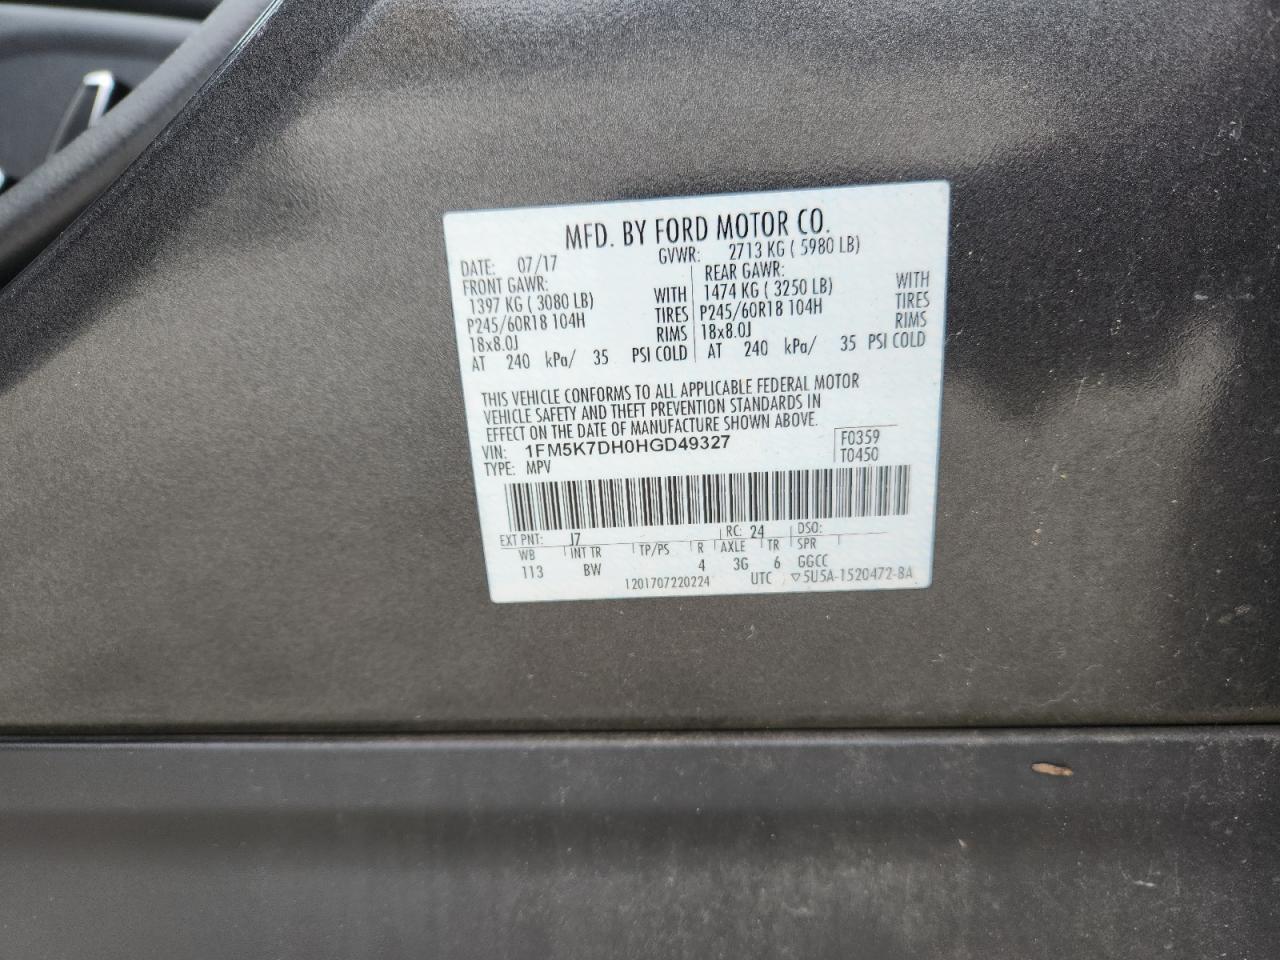 MFD. BY FORD MOTOR CO.
DATE: 07/17 GVWR: 2713 KG ( 5980 LB)
FRONT GAWR: REAR GAWR:
1397 KG ( 3080 LB) WITH 1474 KG ( 3250 LB) WITH
P245/60R18 104H TIRES P245/60R18 104H TIRES
18x8.0J RIMS 18x8.0J RIMS
AT 240 kPa/ 35 PSI COLD AT 240 kPa/ 35 PSI COLD
THIS VEHICLE CONFORMS TO ALL APPLICABLE FEDERAL MOTOR
VEHICLE SAFETY AND THEFT PREVENTION STANDARDS IN
EFFECT ON THE DATE OF MANUFACTURE SHOWN ABOVE.
VIN: 1FM5K7DH0HGD49327 F0359
TYPE: MPV T0450
EXT PNT: J7 RC: 24 DSO:
WB INT TR TP/PS R AXLE TR SPR
113 BW 4 3G 6 GGCC
1201707220224 UTC ▽5U5A-1520472-BA